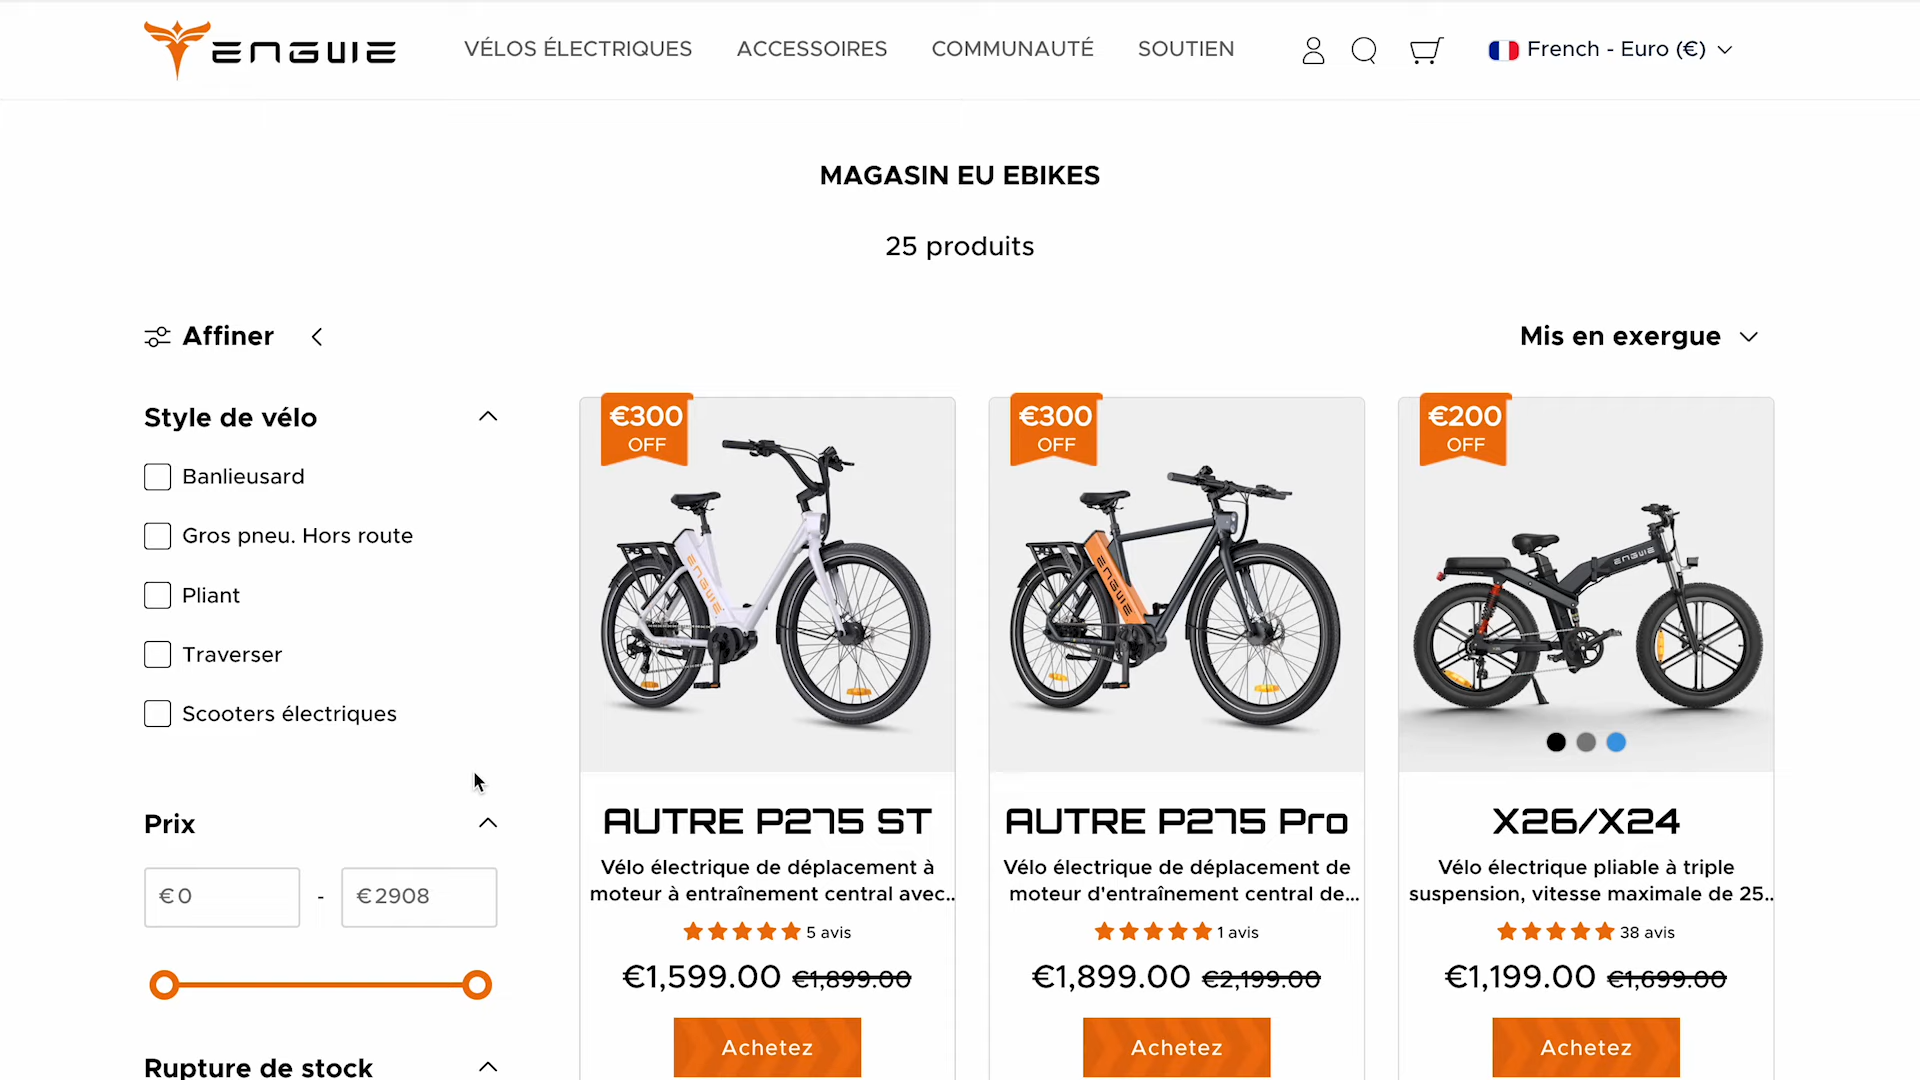 ENGWE
VÉLOS ÉLECTRIQUES
ACCESSOIRES
COMMUNAUTÉ
SOUTIEN
French - Euro (€)
MAGASIN EU EBIKES
25 produits
Affiner
Mis en exergue
Style de vélo
Banlieusard
Gros pneu. Hors route
Pliant
Traverser
Scooters électriques
Prix
€ 0
-
€ 2908
Rupture de stock
€300
OFF
ENGWE
AUTRE P275 ST
Vélo électrique de déplacement à
moteur à entraînement central avec..
5 avis
€1,599.00 €1,899.00
Achetez
€300
OFF
ENGWE
AUTRE P275 Pro
Vélo électrique de déplacement de
moteur d'entraînement central de...
1 avis
€1,899.00 €2,199.00
Achetez
€200
OFF
ENGWE
X26/X24
Vélo électrique pliable à triple
suspension, vitesse maximale de 25..
38 avis
€1,199.00 €1,699.00
Achetez